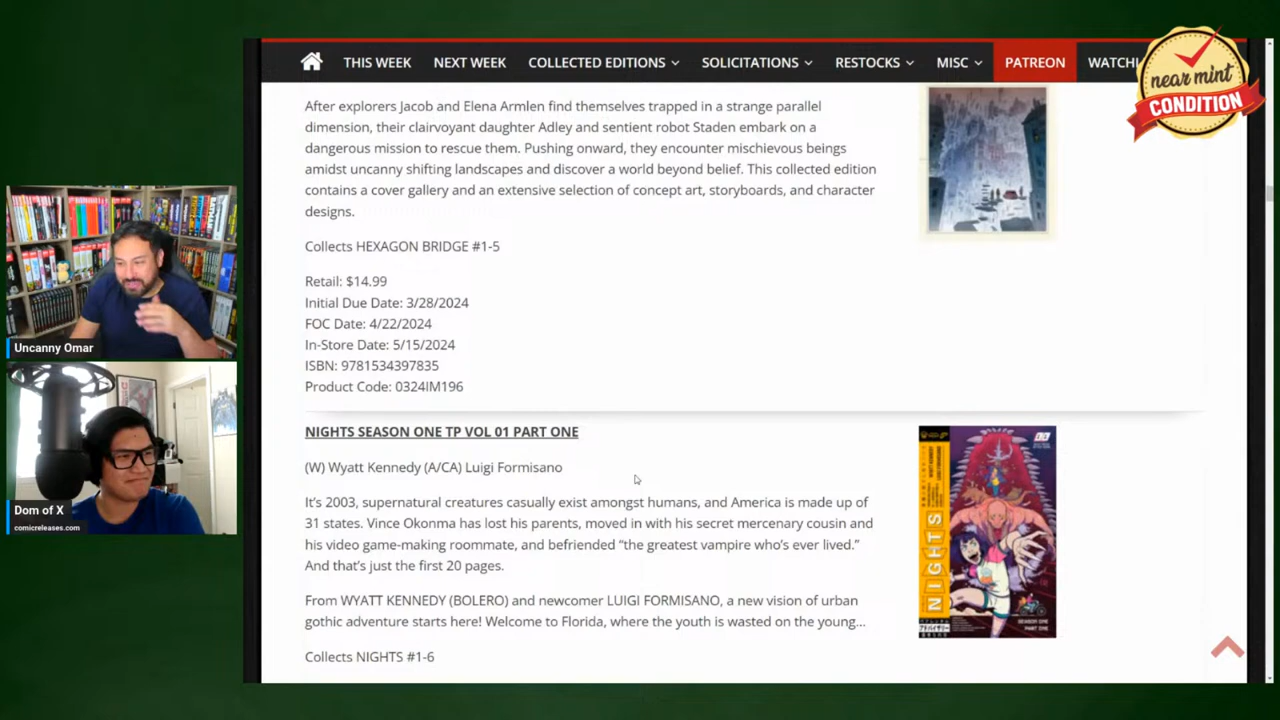 THIS WEEK
NEXT WEEK
COLLECTED EDITIONS
SOLICITATIONS
RESTOCKS
MISC
PATREON
near mint
CONDITION
After explorers Jacob and Elena Armlen find themselves trapped in a strange parallel
dimension, their clairvoyant daughter Adley and sentient robot Staden embark on a
dangerous mission to rescue them. Pushing onward, they encounter mischievous beings
amidst uncanny shifting landscapes and discover a world beyond belief. This collected edition
contains a cover gallery and an extensive selection of concept art, storyboards, and character
designs.
Collects HEXAGON BRIDGE #1-5
Retail: $14.99
Initial Due Date: 3/28/2024
FOC Date: 4/22/2024
In-Store Date: 5/15/2024
ISBN: 9781534397835
Product Code: 0324IM196
Uncanny Omar
Dom of X
comicreleases.com
NIGHTS SEASON ONE TP VOL 01 PART ONE
(W) Wyatt Kennedy (A/CA) Luigi Formisano
It's 2003, supernatural creatures casually exist amongst humans, and America is made up of
31 states. Vince Okonma has lost his parents, moved in with his secret mercenary cousin and
his video game-making roommate, and befriended "the greatest vampire who's ever lived."
And that's just the first 20 pages.
From WYATT KENNEDY (BOLERO) and newcomer LUIGI FORMISANO, a new vision of urban
gothic adventure starts here! Welcome to Florida, where the youth is wasted on the young…
Collects NIGHTS #1-6
NIGHTS
SEASON ONE
PART ONE